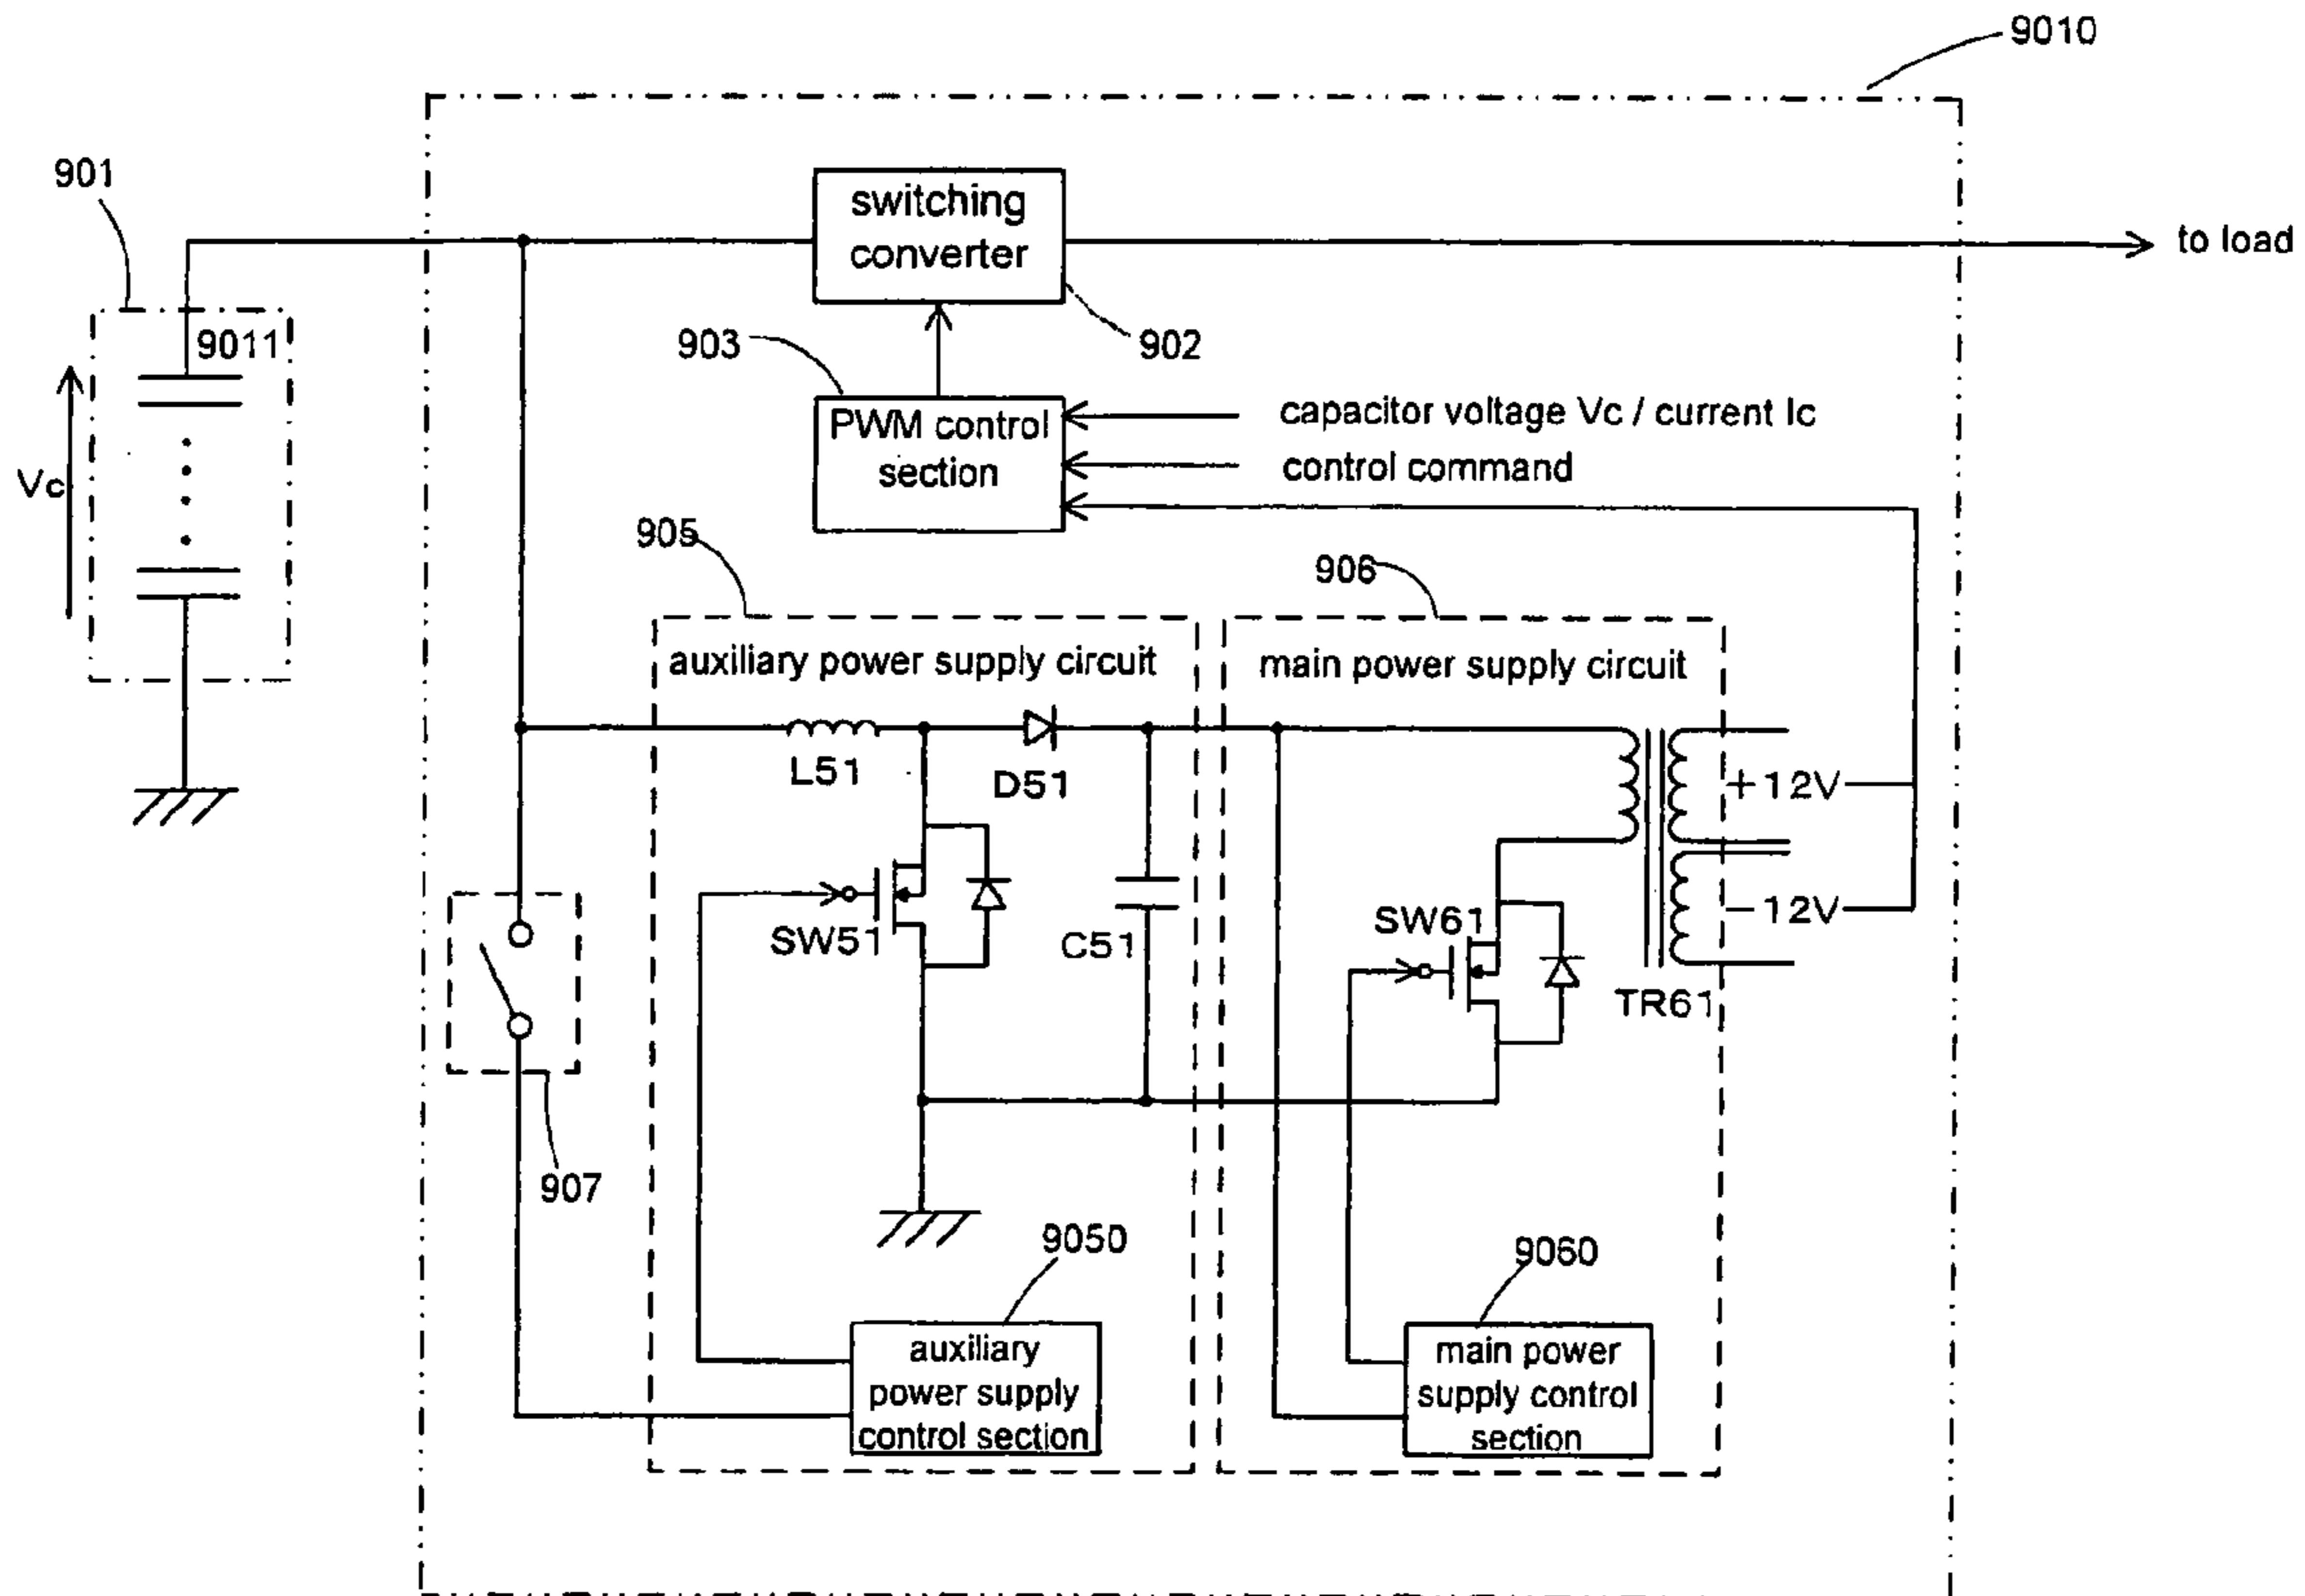 9010
901
switching
converter
to load
9011
903
902
PWM control
section
capacitor voltage Vc / current Ic
control command
Vc
905
906
auxiliary power supply circuit
main power supply circuit
L51
D51
+12V
SW51
C51
SW61
-12V
TR61
907
9050
9060
auxiliary
power supply
control section
main power
supply control
section